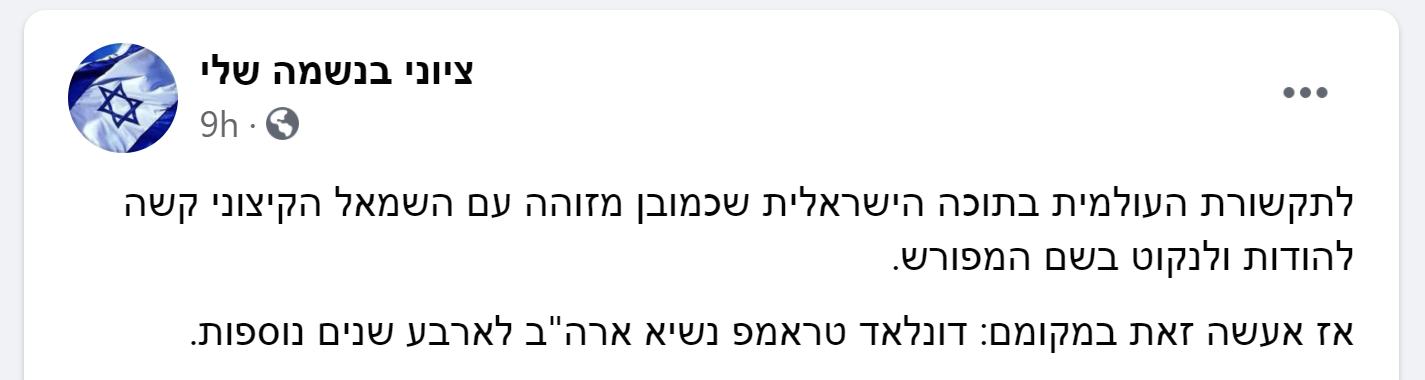 ציוני בנשמה שלי
9h ·
לתקשורת העולמית בתוכה הישראלית שכמובן מזוהה עם השמאל הקיצוני קשה
להודות ולנקוט בשם המפורש.
אז אעשה זאת במקומם: דונלאד טראמפ נשיא ארה"ב לארבע שנים נוספות.